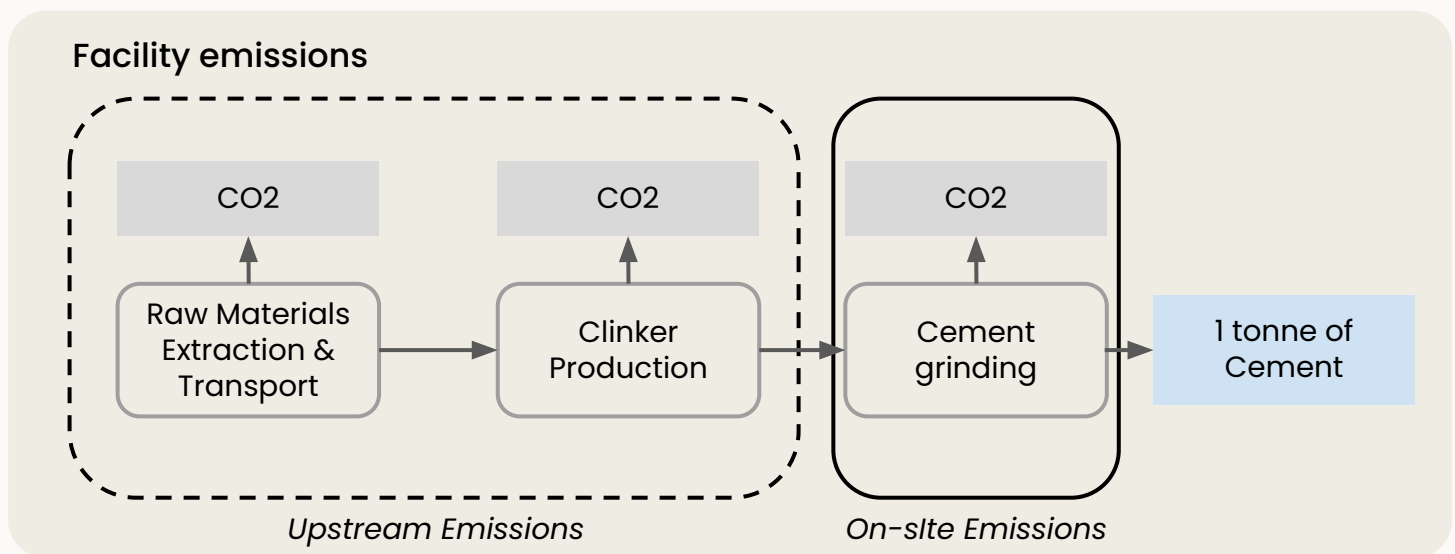 Facility emissions
CO2
CO2
CO2
Raw Materials
Extraction &
Transport
Clinker
Production
Cement
grinding
1 tonne of
Cement
Upstream Emissions
On-sIte Emissions